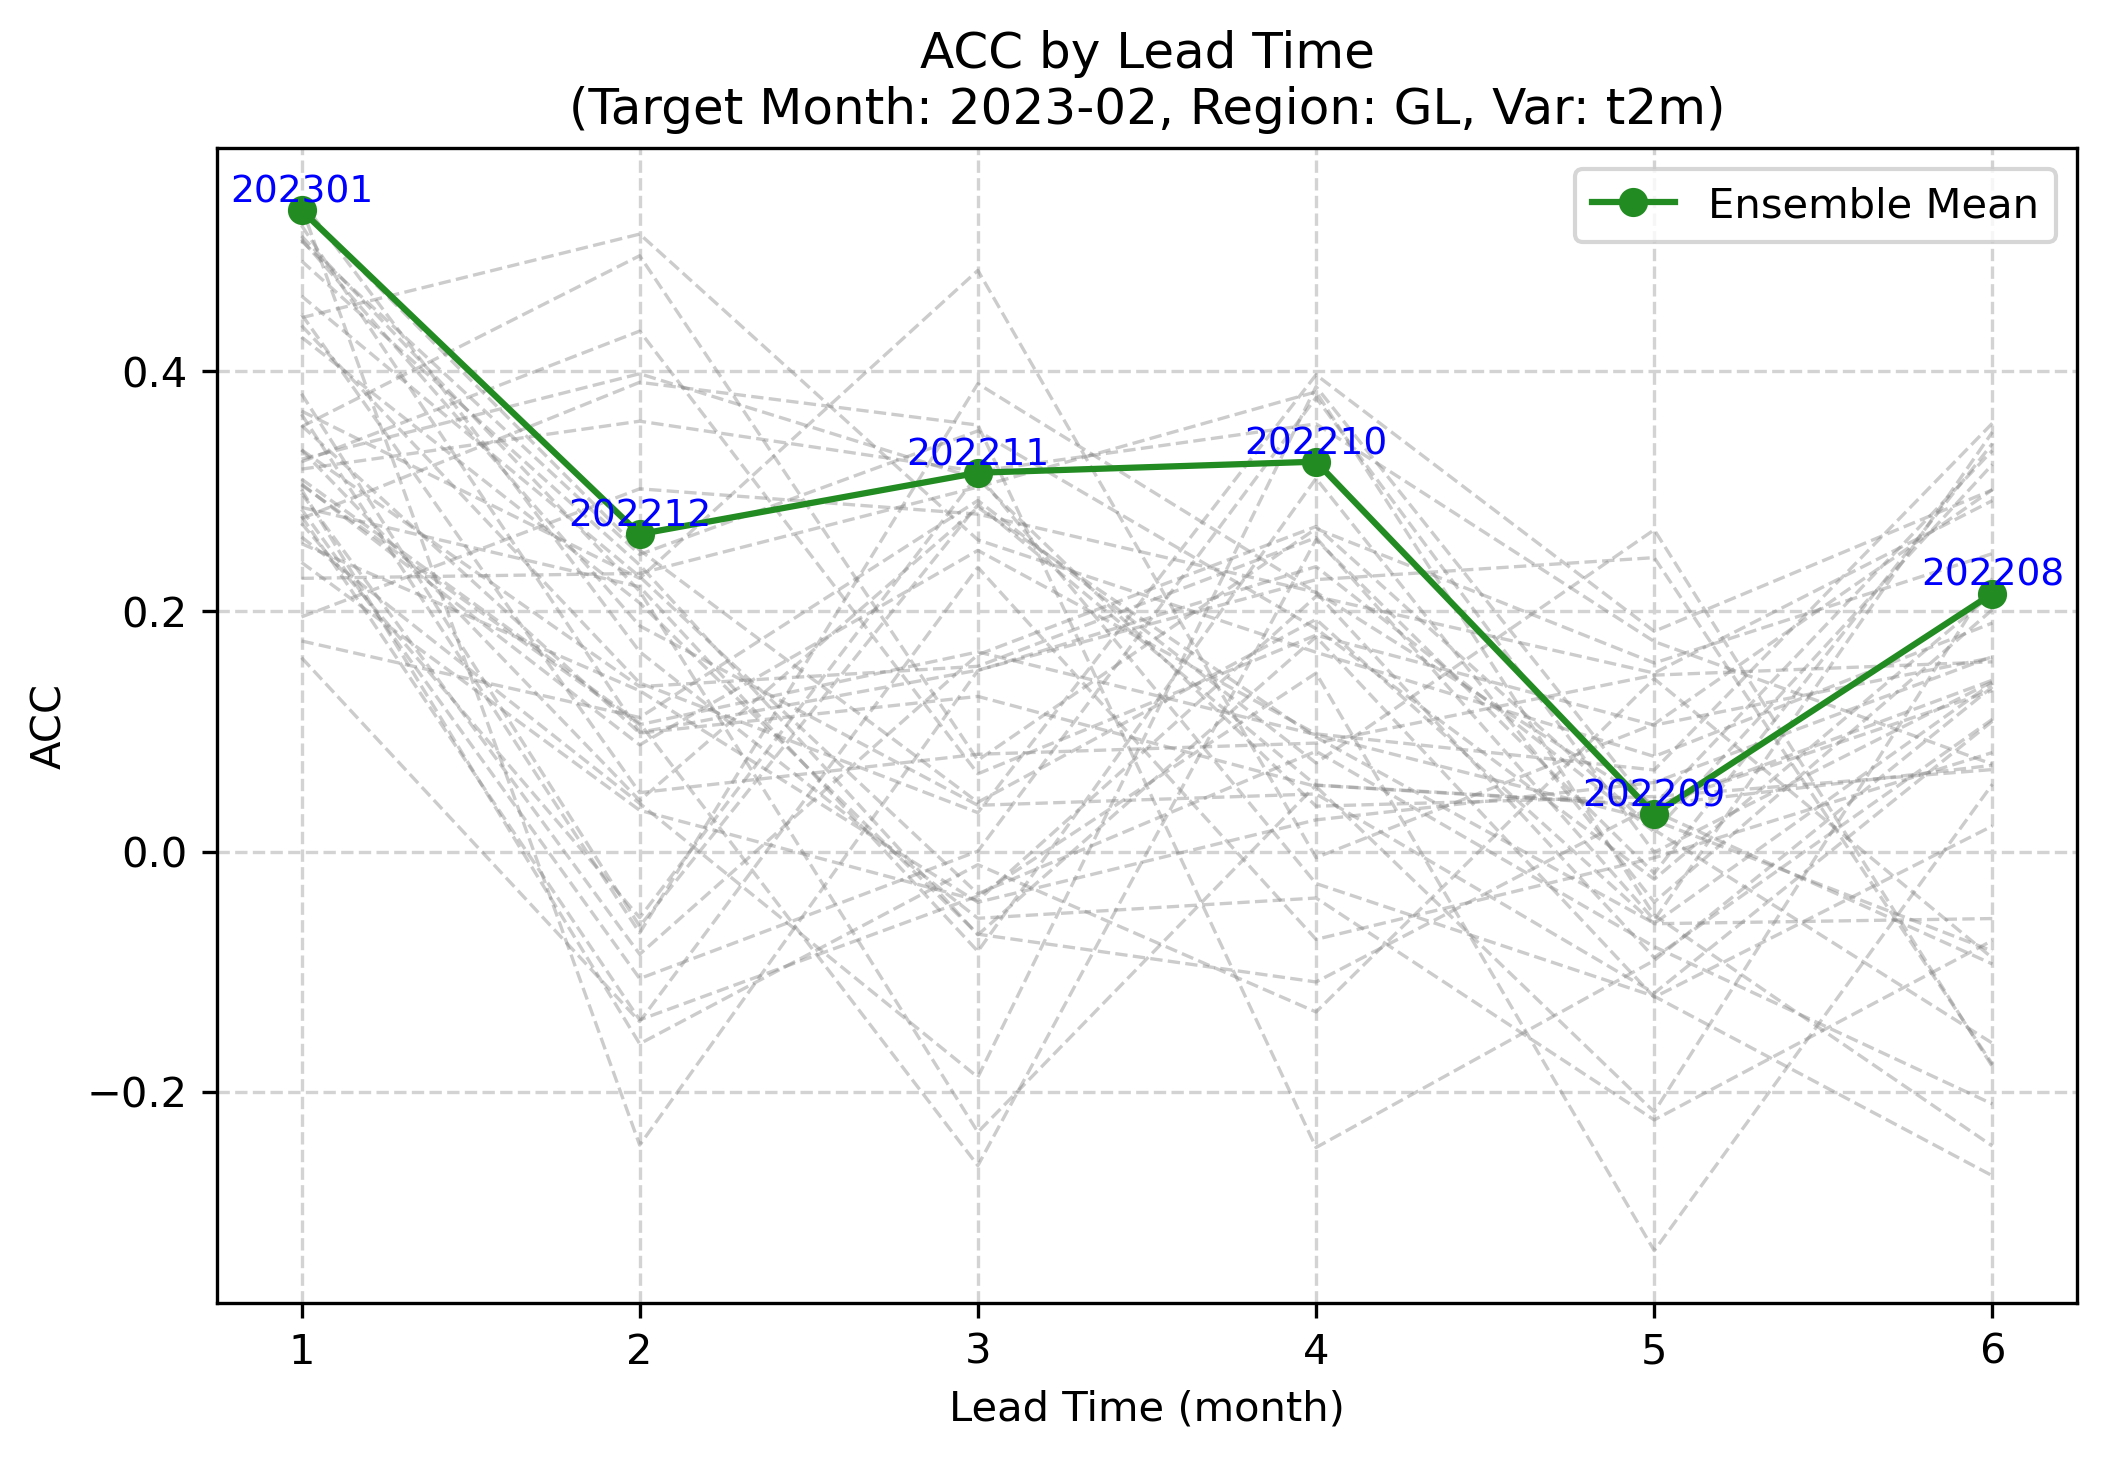 ACC by Lead Time
(Target Month: 2023-02, Region: GL, Var: t2m)
Ensemble Mean
202301
202212
202211
202210
202209
202208
ACC
0.4
0.2
0.0
−0.2
1 2 3 4 5 6
Lead Time (month)